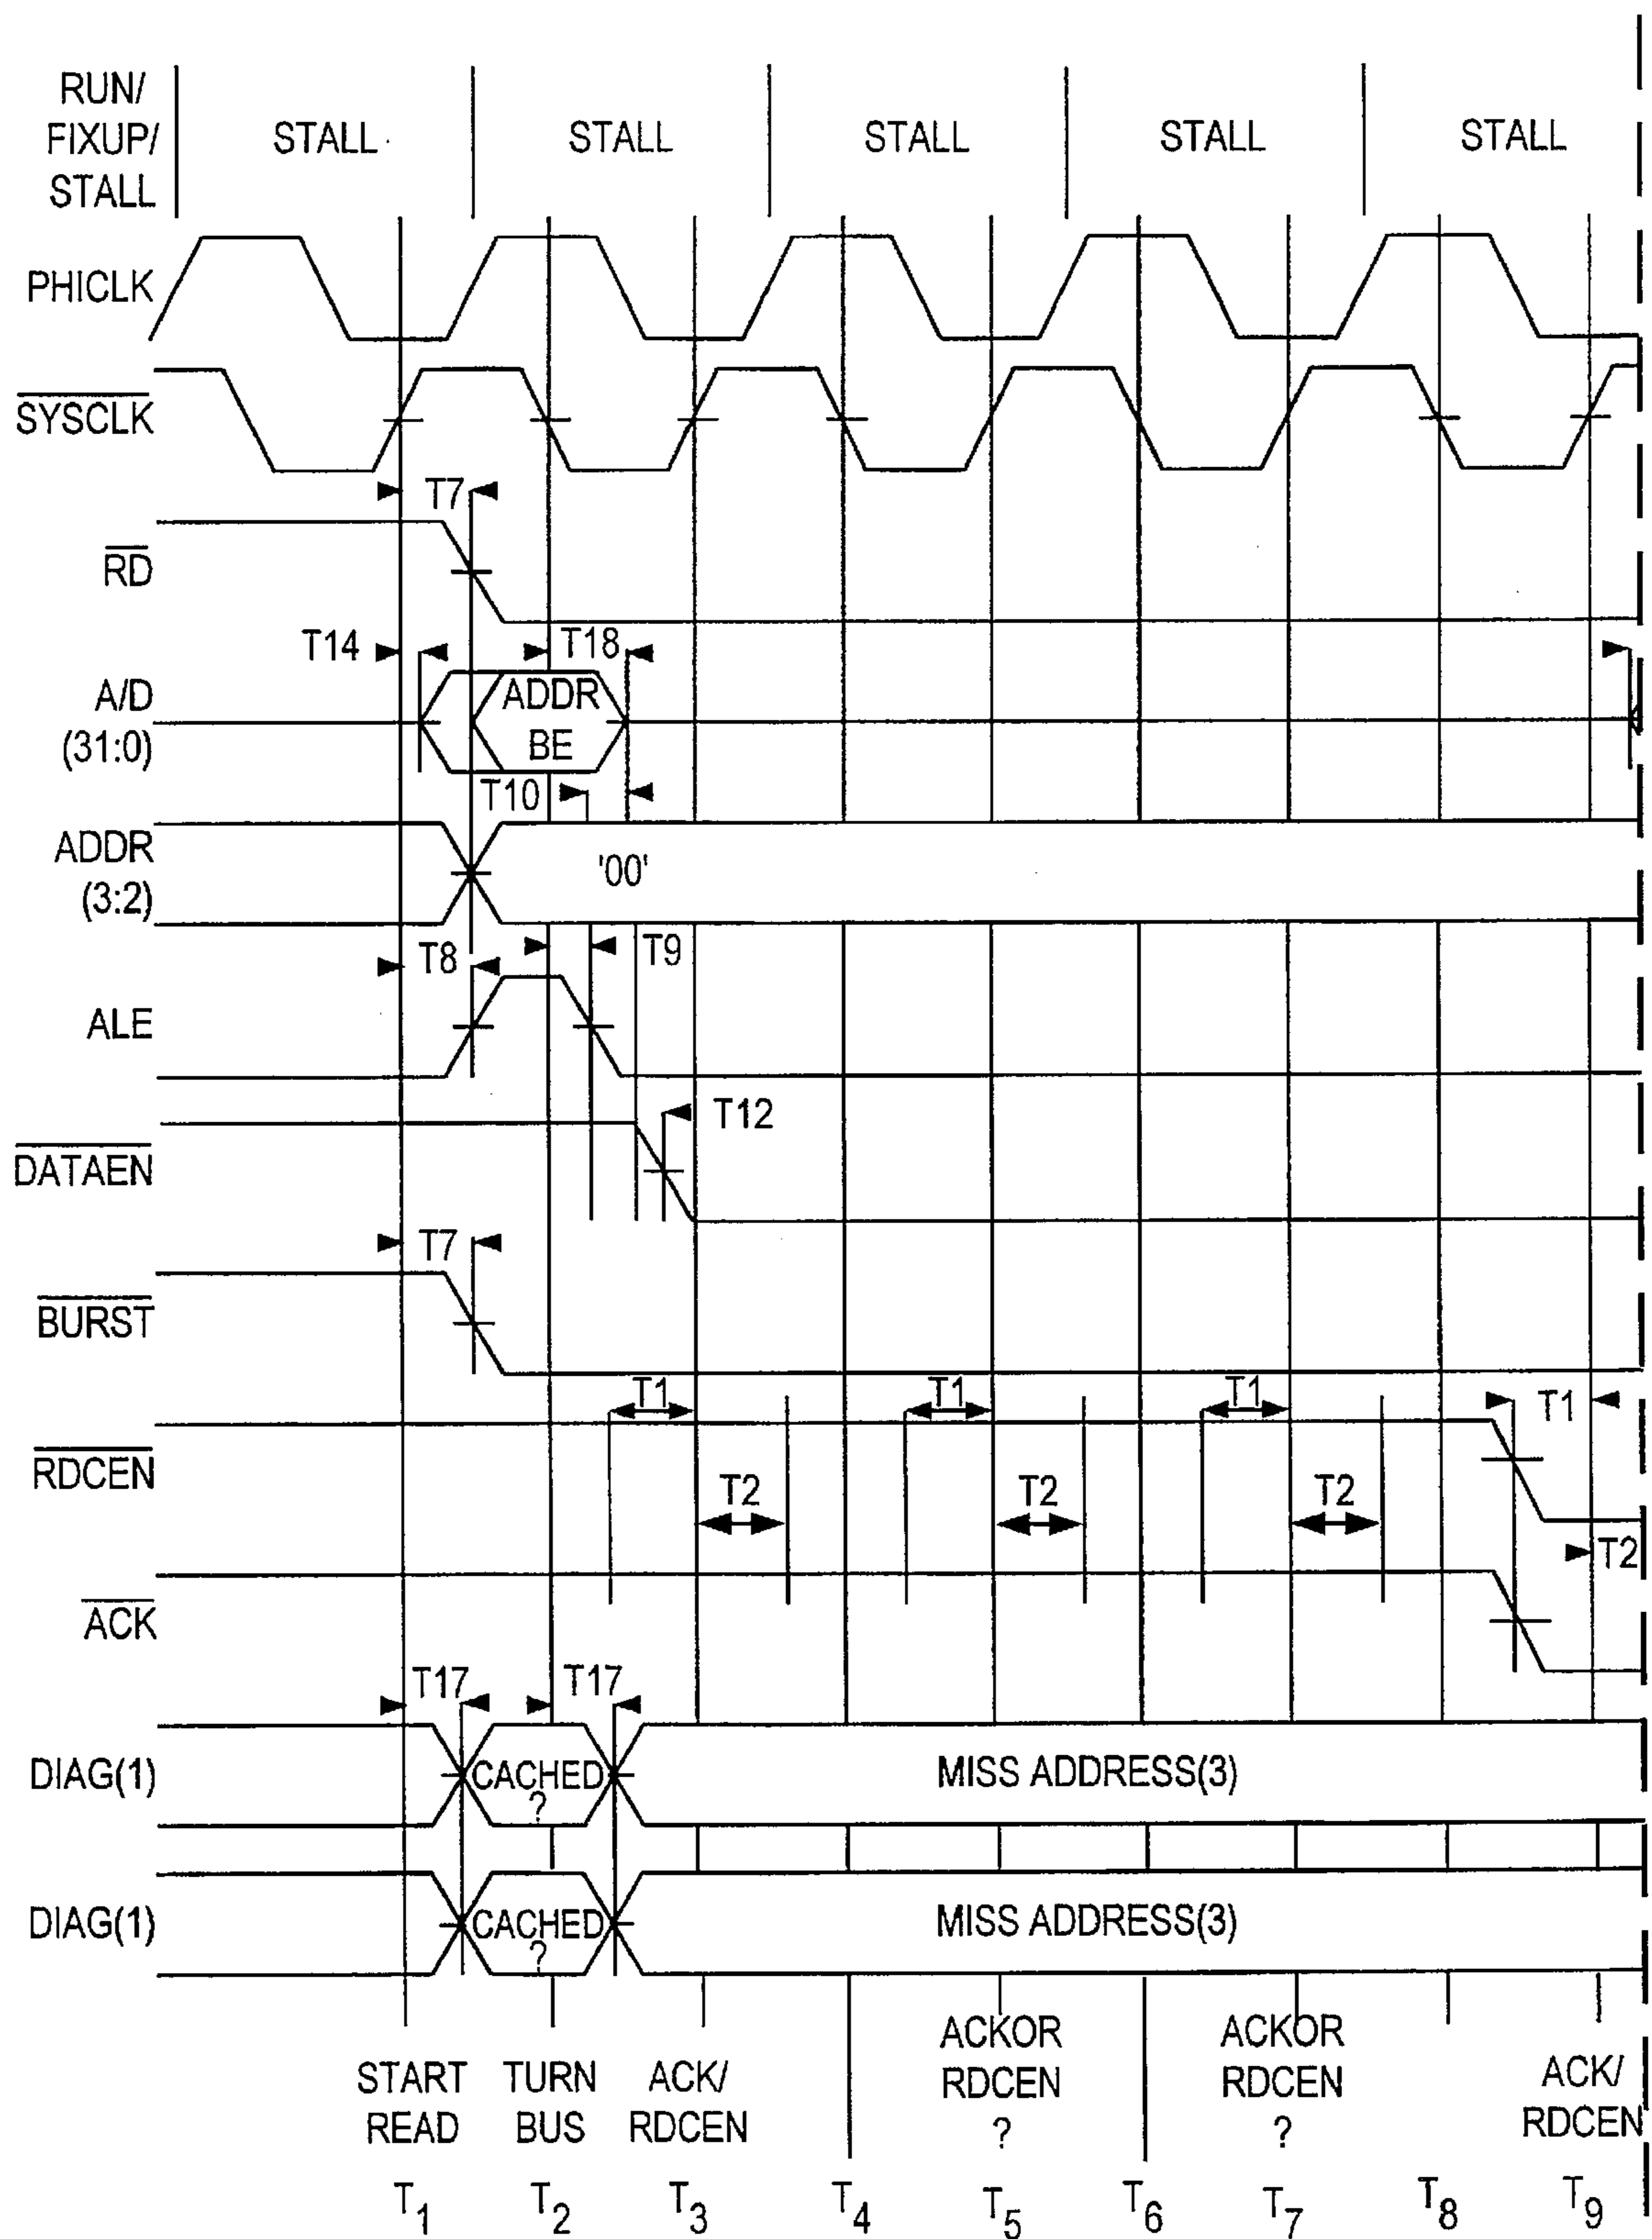 RUN/
FIXUP/
STALL
STALL
STALL
STALL
STALL
STALL
PHICLK
SYSCLK
T7
RD
T14
T18
A/D
(31:0)
ADDR
BE
T10
ADDR
(3:2)
'00'
T8
T9
ALE
T12
DATAEN
T7
BURST
T1
T1
T1
T1
RDCEN
T2
T2
T2
T2
ACK
T17
T17
DIAG(1)
CACHED
?
MISS ADDRESS(3)
DIAG(1)
CACHED
?
MISS ADDRESS(3)
START
READ
TURN
BUS
ACK/
RDCEN
ACKOR
RDCEN
?
ACKOR
RDCEN
?
ACK/
RDCEN
T1
T2
T3
T4
T5
T6
T7
T8
T9